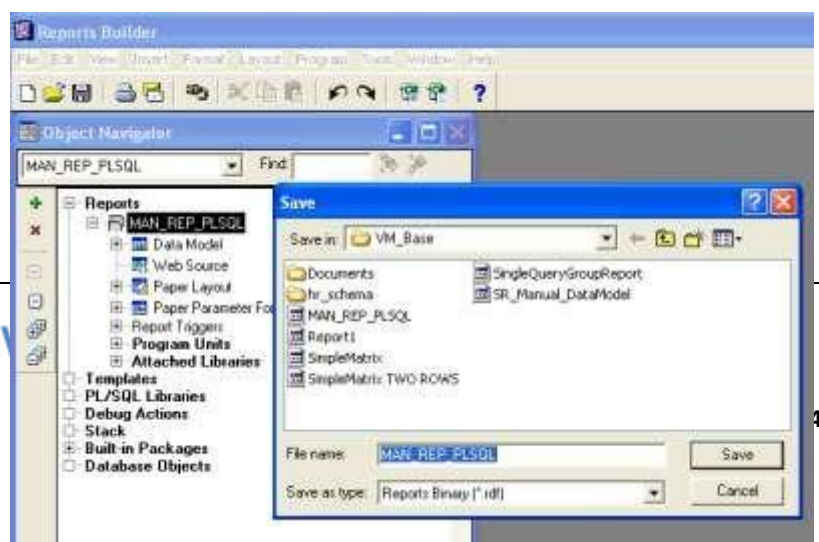 Reports Builder
File Edit View Insert Format Layout Program Tools Window Help
Object Navigator
MAN_REP_PLSQL Find:
Reports
MAN_REP_PLSQL
Data Model
Web Source
Paper Layout
Paper Parameter Fo
Report Triggers
Program Units
Attached Libraries
Templates
PL/SQL Libraries
Debug Actions
Stack
Built-in Packages
Database Objects
Save
Save in: VM_Base
Documents
hr_schema
MAN_REP_PLSQL
Report1
SimpleMatrix
SimpleMatrix TWO ROWS
SingleQueryGroupReport
SR_Manual_DataModel
File name: MAN_REP_PLSQL Save
Save as type: Reports Binary (*.rdf) Cancel